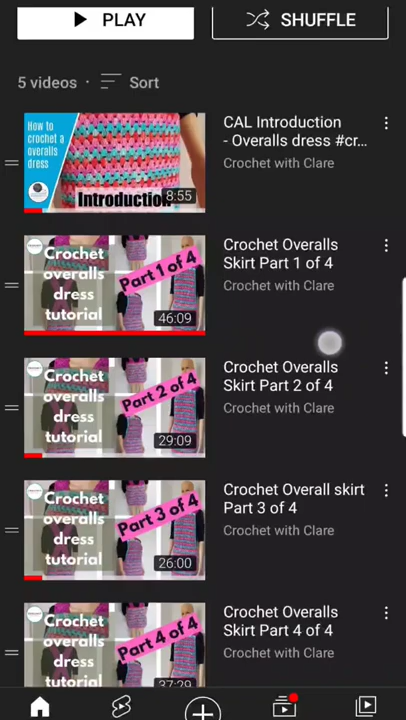 PLAY
SHUFFLE
5 videos · Sort
How to
crochet a
overalls
dress
Introduction
8:55
CAL Introduction
- Overalls dress #cr...
Crochet with Clare
Crochet
overalls
dress
tutorial
Part 1 of 4
46:09
Crochet Overalls
Skirt Part 1 of 4
Crochet with Clare
Crochet
overalls
dress
tutorial
Part 2 of 4
29:09
Crochet Overalls
Skirt Part 2 of 4
Crochet with Clare
Crochet
overalls
dress
tutorial
Part 3 of 4
26:00
Crochet Overall skirt
Part 3 of 4
Crochet with Clare
Crochet
overalls
dress
tutorial
Part 4 of 4
37:29
Crochet Overalls
Skirt Part 4 of 4
Crochet with Clare